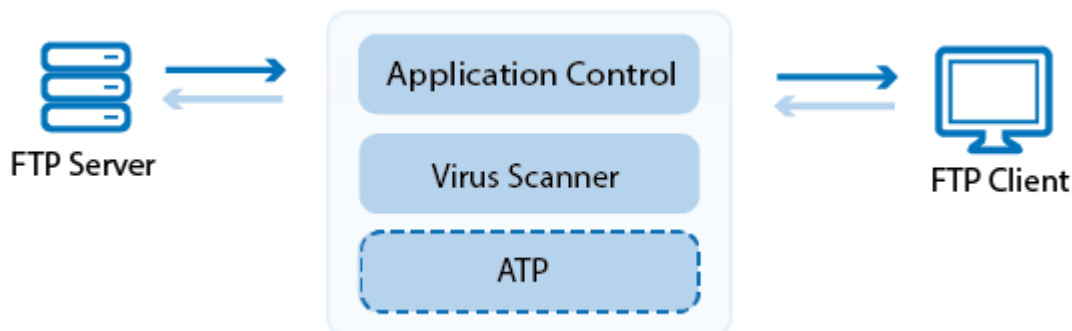 Application Control
FTP Server
Virus Scanner
FTP Client
ATP